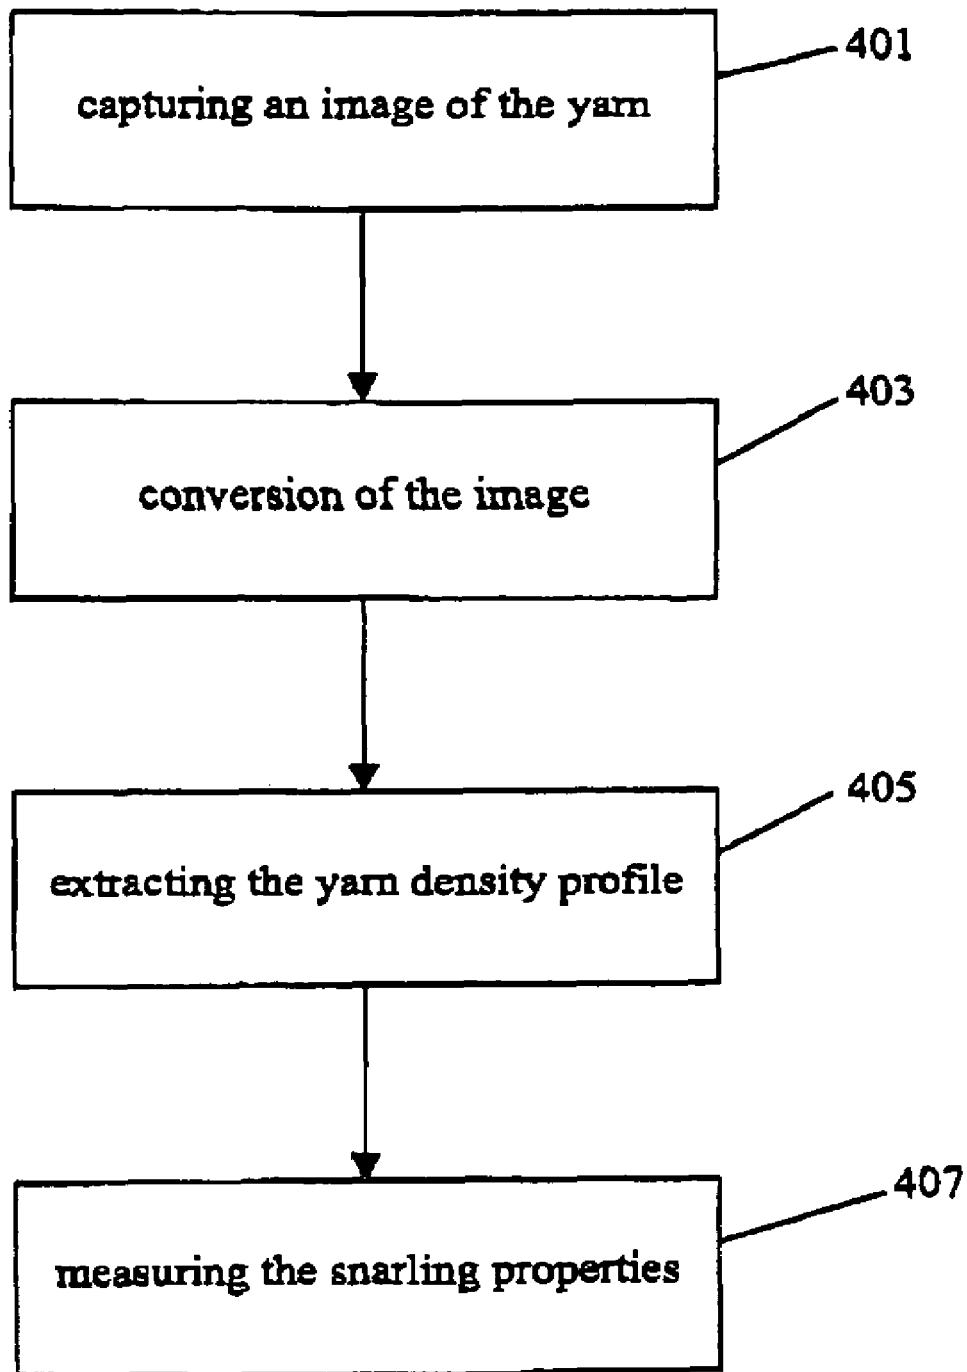 401
capturing an image of the yarn
403
conversion of the image
405
extracting the yarn density profile
407
measuring the snarling properties